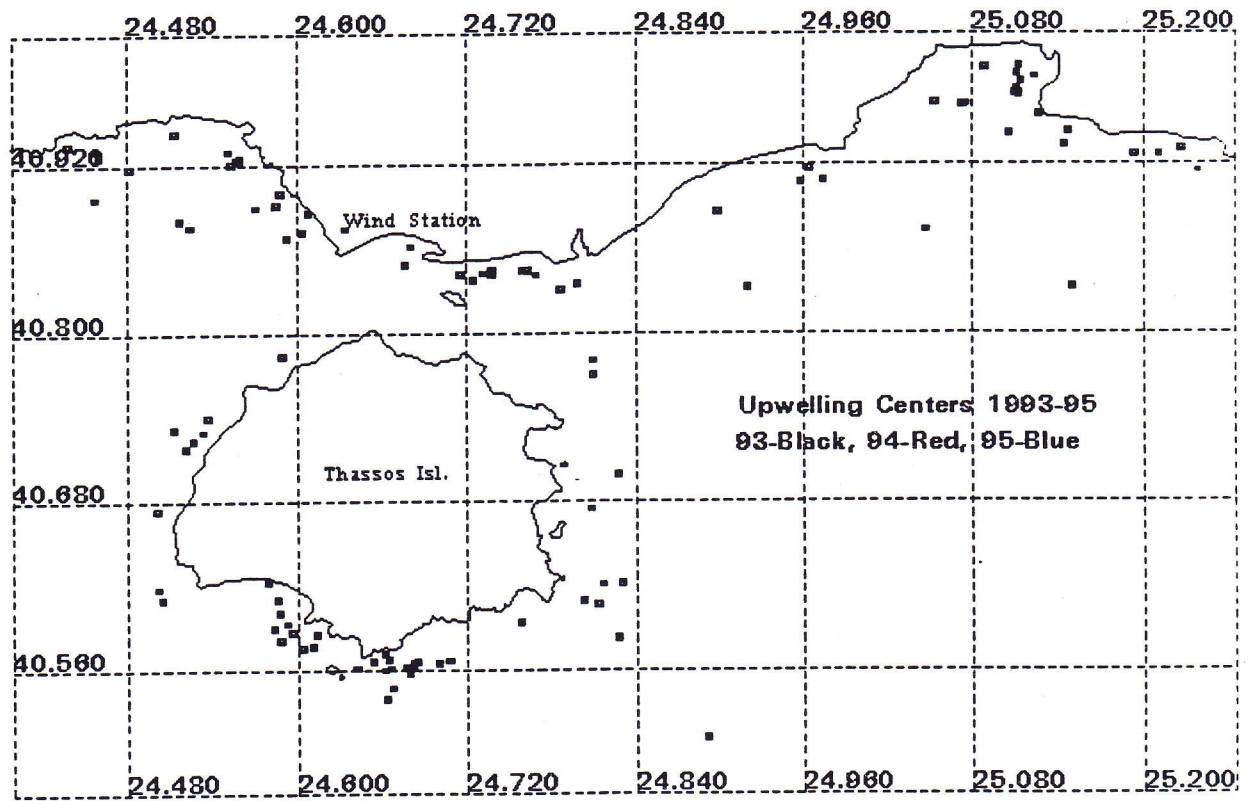 24.480 24.600 24.720 24.840 24.960 25.080 25.200
40.920
Wind Station
40.800
Upwelling Centers 1993-95
93-Black, 94-Red, 95-Blue
Thassos Isl.
40.680
40.560
24.480 24.600 24.720 24.840 24.960 25.080 25.200